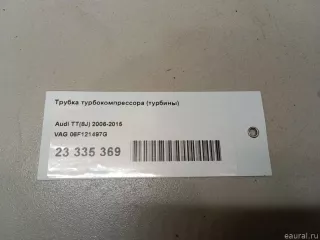 Трубка турбокомпрессора (турбины)
Audi TT(8J) 2006-2015
VAG 06F121497G
23 335 369
eaural.ru